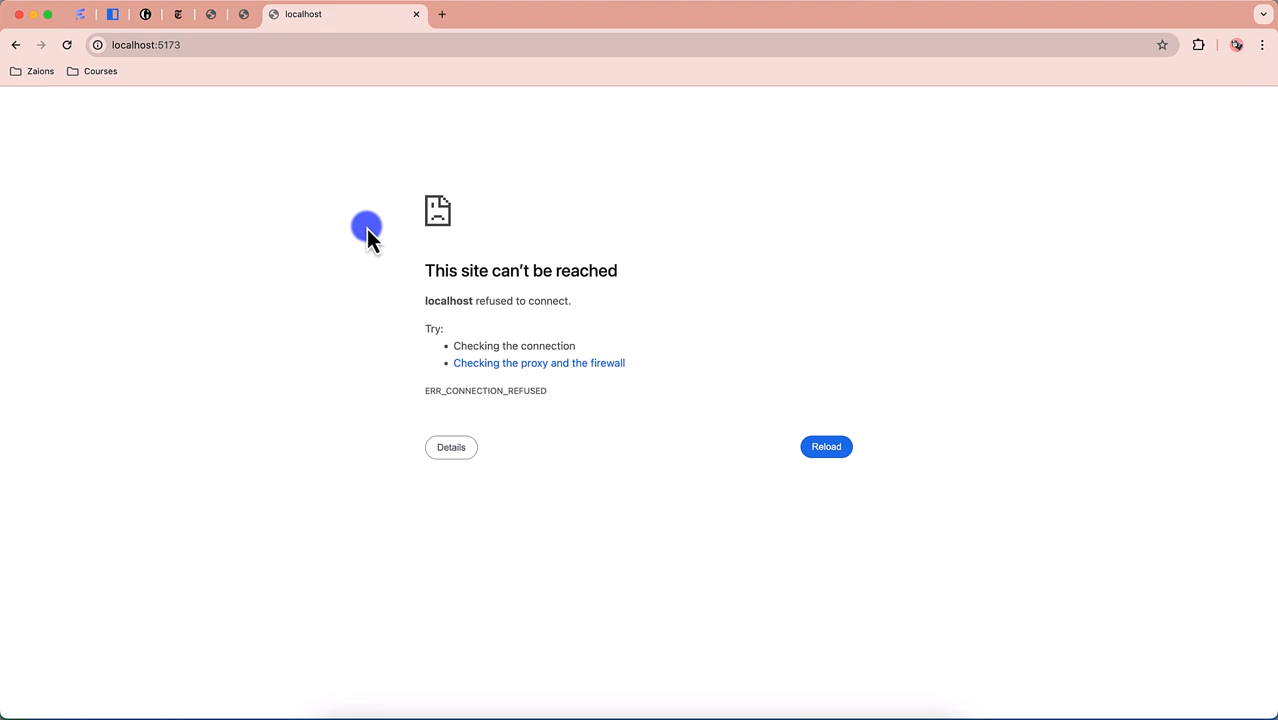 localhost
localhost:5173
Zaions
Courses
This site can't be reached
localhost refused to connect.
Try:
• Checking the connection
• Checking the proxy and the firewall
ERR_CONNECTION_REFUSED
Details
Reload